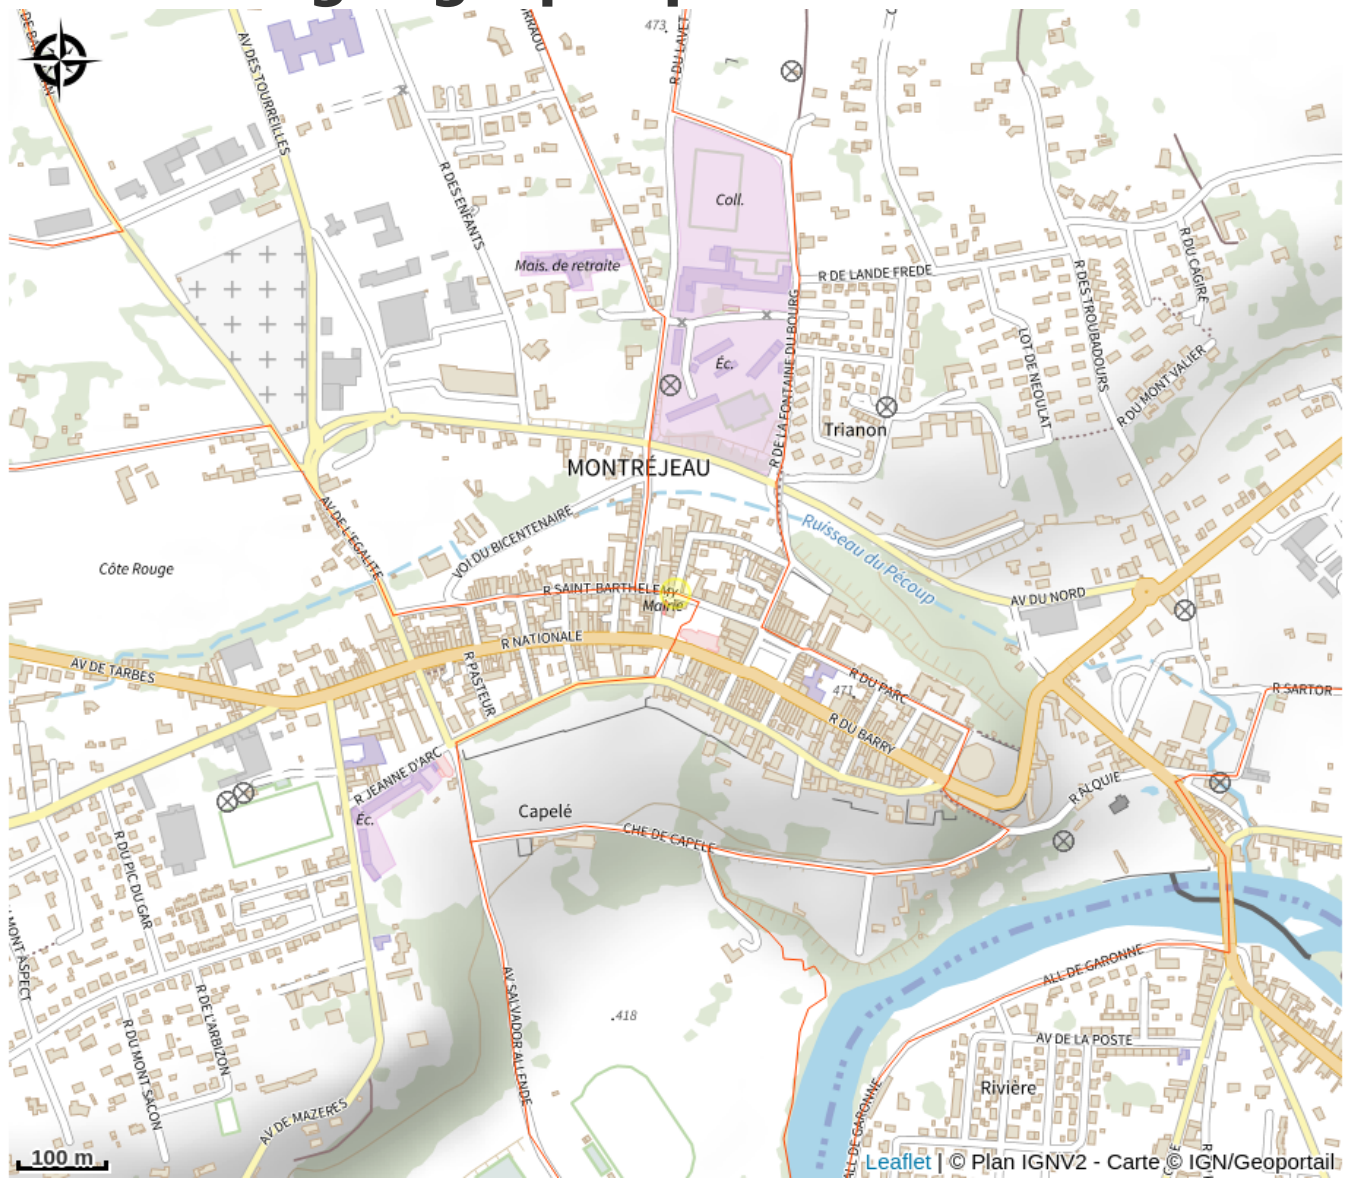 AV DES TOURREILLES
R DU LAVET
473
R DES ENFANTS
Coll.
Mais. de retraite
R DE LANDE FREDE
R DU CAGIRE
R DES TROUBADOURS
R DE LA FONTAINE DU BOURG
LOT DE NEOULAT
R DU MONT VALIER
Éc.
Trianon
MONTRÉJEAU
AV DE L'EGALITE
VOI DU BICENTENAIRE
Ruisseau du Pécoup
Côte Rouge
R SAINT-BARTHELEMY
Mairie
AV DU NORD
R NATIONALE
AV DE TARBES
R PASTEUR
R DU PARC
471
R SARTOR
R DU BARRY
R JEANNE D'ARC
R ALQUIE
Éc.
Capelé
CHE DE CAPELE
R DU PIC DU GAR
MONT ASPECT
R DE L'ARBIZON
R DU MONT SACON
AV SALVADOR ALLENDE
ALL DE GARONNE
.418
AV DE LA POSTE
Rivière
AV DE MAZERES
ALL DE GARONNE
100 m
Leaflet | © Plan IGNV2 - Carte © IGN/Geoportail